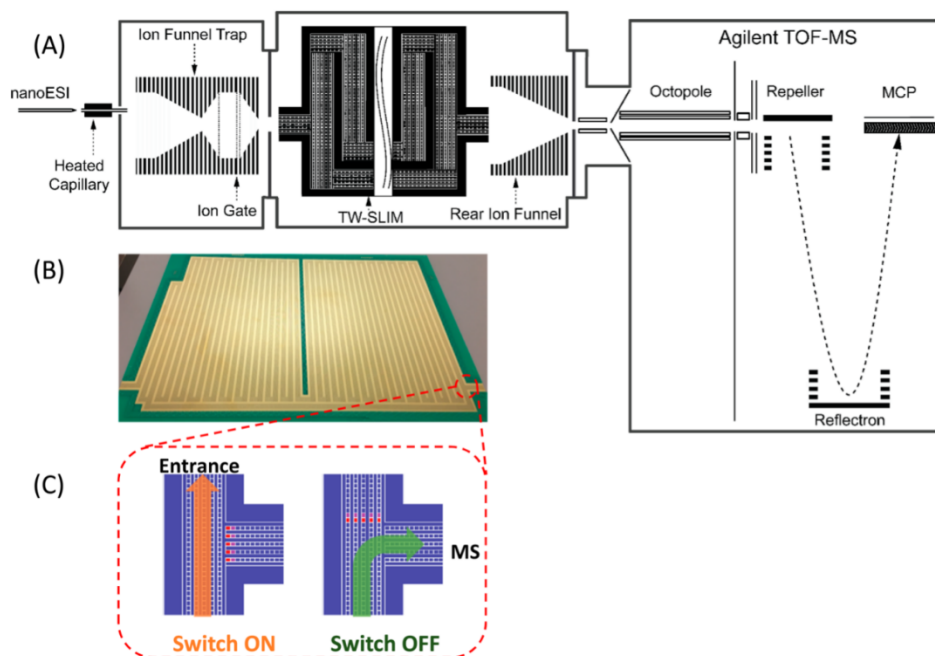 (A)
Ion Funnel Trap
nanoESI
Heated
Capillary
Ion Gate
TW-SLIM
Rear Ion Funnel
Agilent TOF-MS
Octopole
Repeller
MCP
Reflectron
(B)
(C)
Entrance
MS
Switch ON
Switch OFF